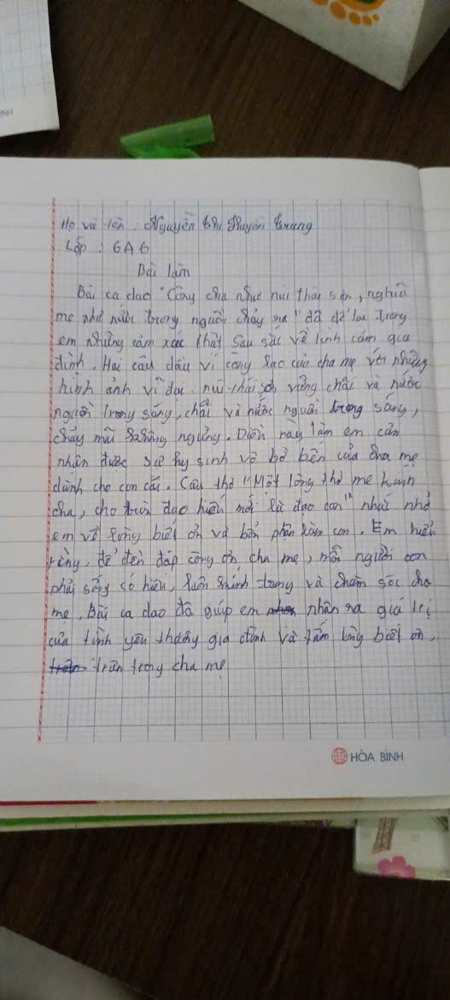 INH
Họ và tên : Nguyễn Thị Huyền Trang
Lớp : 6A6
Bài làm
Bài ca dao "Công cha như núi thái sơn, nghĩa
mẹ như nước trong nguồn chảy ra" đã để lại trong
em những cảm xúc thật sâu sắc về tình cảm gia
đình. Hai câu đầu ví công lao của cha mẹ với những
hình ảnh vĩ đại: núi thái sơn vững chãi và nước
nguồn trong sáng, chãi và nước nguồn trong sáng,
chảy mãi không ngừng. Điều này làm em cảm
nhận được sự hy sinh vô bờ bến của cha mẹ
dành cho con cái. Câu thơ "Một lòng thờ mẹ kính
cha, cho tròn đạo hiếu mới là đạo con" nhắc nhở
em về lòng biết ơn và bổn phận làm con. Em hiểu
rằng, để đền đáp công ơn cha mẹ, mỗi người con
phải sống có hiếu, luôn kính trọng và chăm sóc cha
mẹ, Bài ca dao đã giúp em nhận ra giá trị
của tình yêu thương gia đình và tấm lòng biết ơn,
trân trọng cha mẹ
HÒA BÌNH